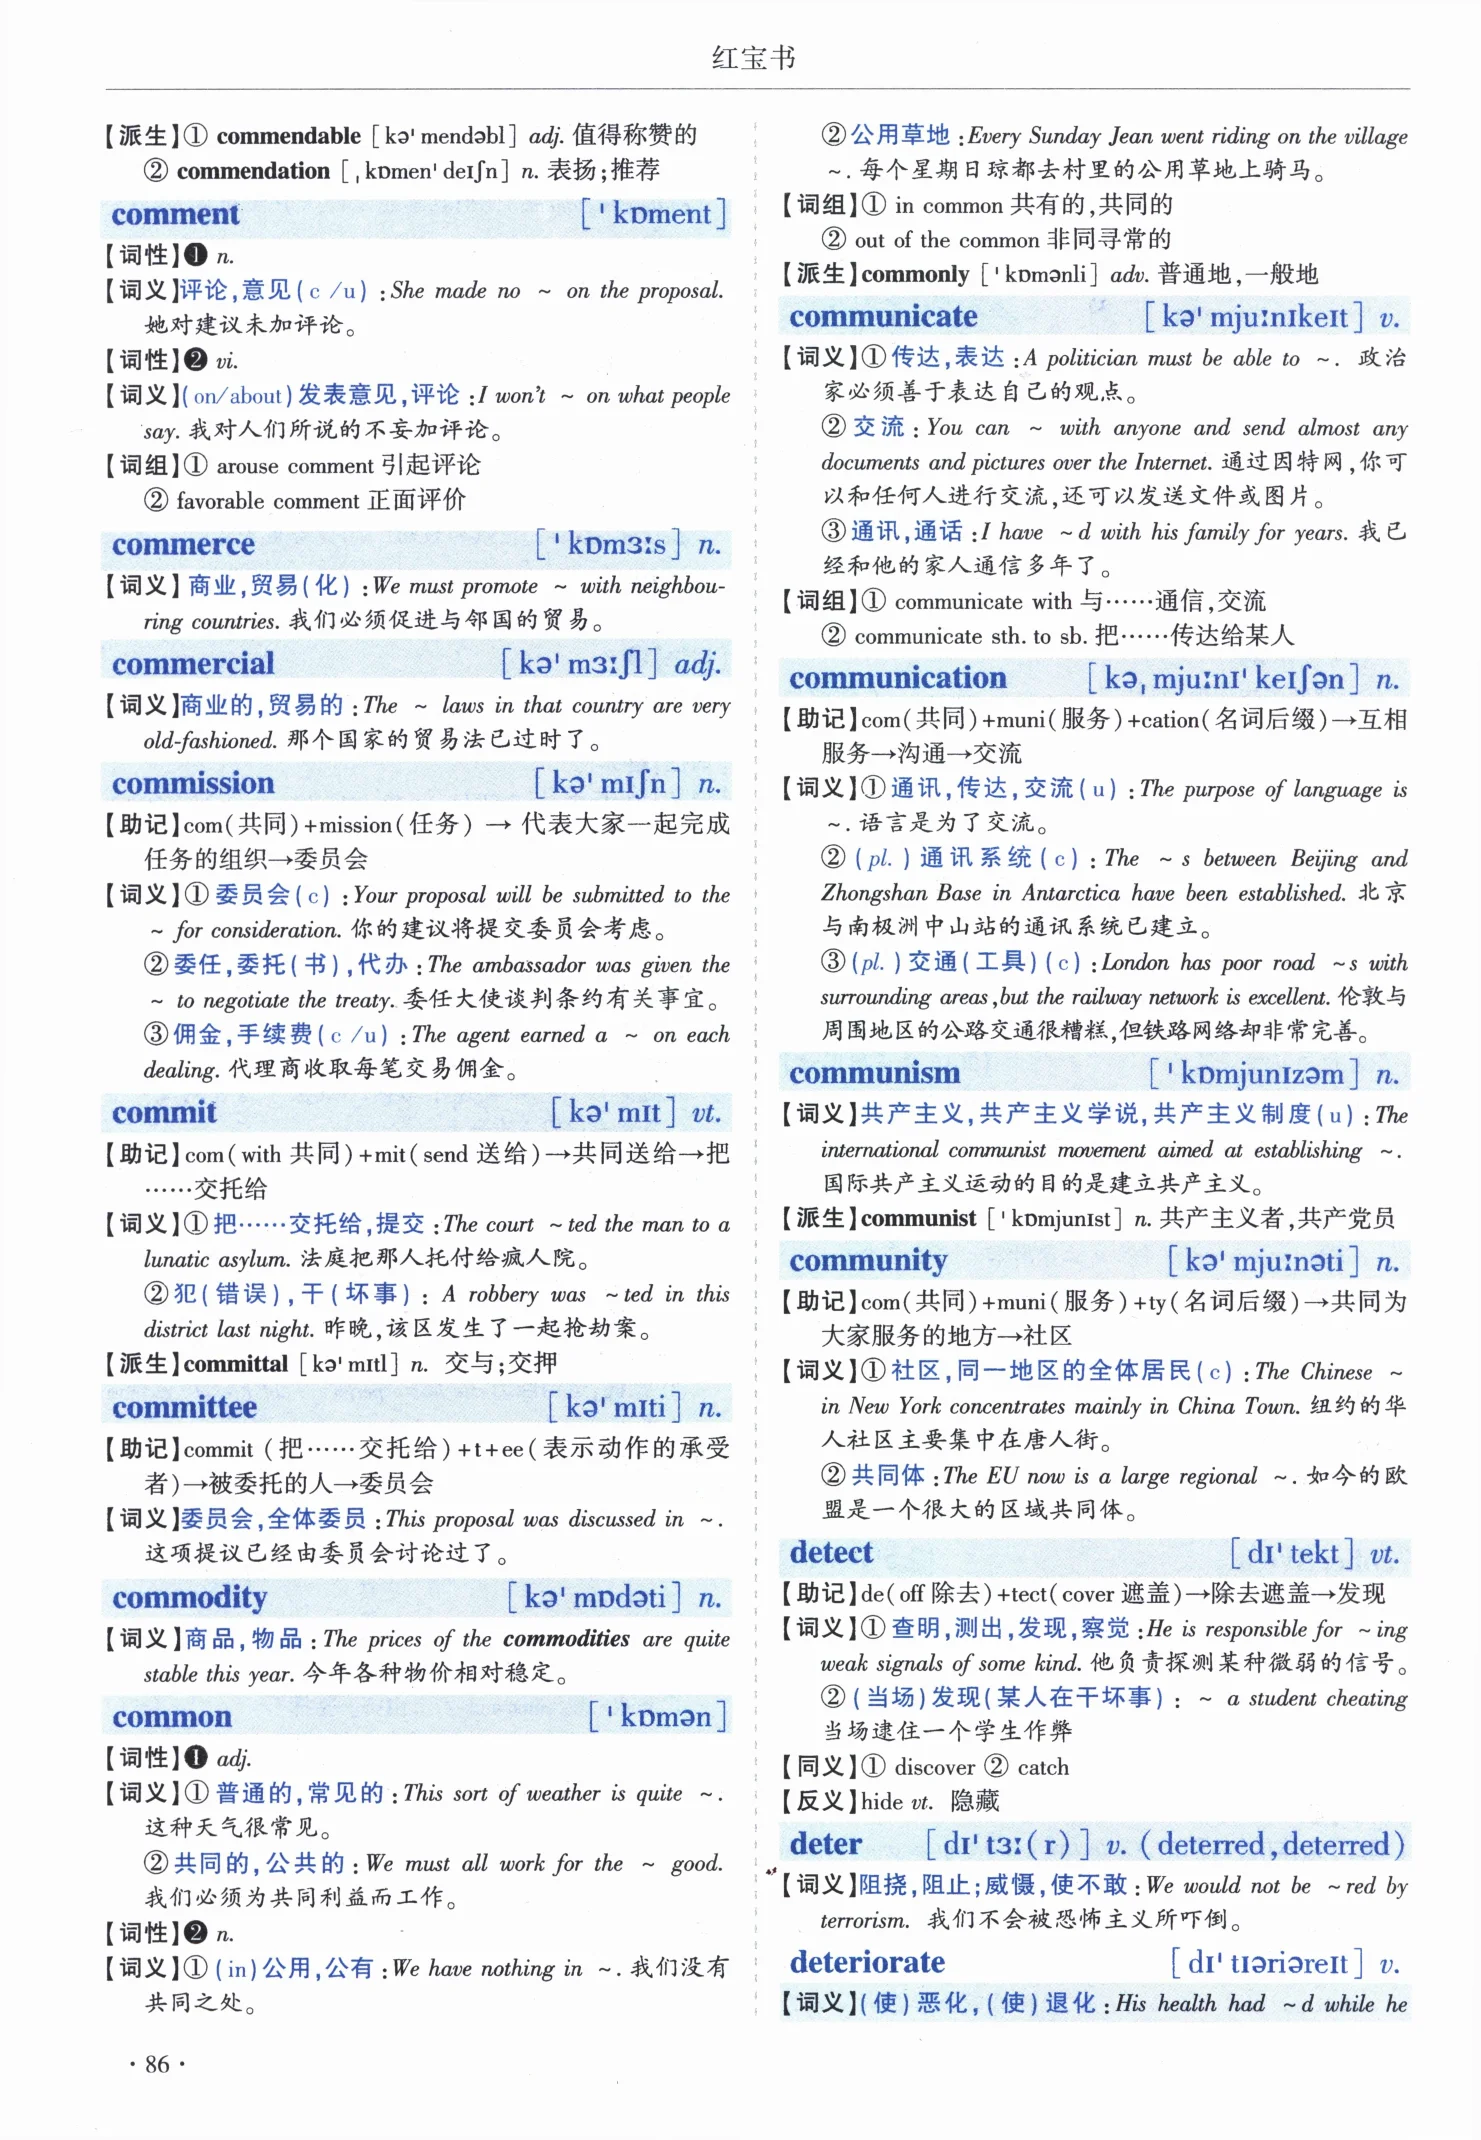 红宝书
【派生】① commendable [kəˈmendəbl] adj. 值得称赞的
② commendation [ˌkɒmenˈdeɪʃn] n. 表扬;推荐
comment [ˈkɒment]
【词性】❶ n.
【词义】评论,意见(c /u) :She made no ~ on the proposal.
她对建议未加评论。
【词性】❷ vi.
【词义】(on/about)发表意见,评论 :I won't ~ on what people
say. 我对人们所说的不妄加评论。
【词组】① arouse comment 引起评论
② favorable comment 正面评价
commerce [ˈkɒmɜːs] n.
【词义】商业,贸易(化) :We must promote ~ with neighbou-
ring countries. 我们必须促进与邻国的贸易。
commercial [kəˈmɜːʃl] adj.
【词义】商业的,贸易的 :The ~ laws in that country are very
old-fashioned. 那个国家的贸易法已过时了。
commission [kəˈmɪʃn] n.
【助记】com(共同)+mission(任务) → 代表大家一起完成
任务的组织→委员会
【词义】①委员会(c) :Your proposal will be submitted to the
~ for consideration. 你的建议将提交委员会考虑。
②委任,委托(书),代办 :The ambassador was given the
~ to negotiate the treaty. 委任大使谈判条约有关事宜。
③佣金,手续费(c /u) :The agent earned a ~ on each
dealing. 代理商收取每笔交易佣金。
commit [kəˈmɪt] vt.
【助记】com(with 共同)+mit(send 送给)→共同送给→把
……交托给
【词义】①把……交托给,提交 :The court ~ted the man to a
lunatic asylum. 法庭把那人托付给疯人院。
②犯(错误),干(坏事) : A robbery was ~ted in this
district last night. 昨晚,该区发生了一起抢劫案。
【派生】committal [kəˈmɪtl] n. 交与;交押
committee [kəˈmɪti] n.
【助记】commit (把……交托给)+t+ee(表示动作的承受
者)→被委托的人→委员会
【词义】委员会,全体委员 :This proposal was discussed in ~.
这项提议已经由委员会讨论过了。
commodity [kəˈmɒdəti] n.
【词义】商品,物品 :The prices of the commodities are quite
stable this year. 今年各种物价相对稳定。
common [ˈkɒmən]
【词性】❶ adj.
【词义】①普通的,常见的 :This sort of weather is quite ~.
这种天气很常见。
②共同的,公共的 :We must all work for the ~ good.
我们必须为共同利益而工作。
【词性】❷ n.
【词义】①(in)公用,公有 :We have nothing in ~. 我们没有
共同之处。
②公用草地 :Every Sunday Jean went riding on the village
~. 每个星期日琼都去村里的公用草地上骑马。
【词组】① in common 共有的,共同的
② out of the common 非同寻常的
【派生】commonly [ˈkɒmənli] adv. 普通地,一般地
communicate [kəˈmjuːnɪkeɪt] v.
【词义】①传达,表达 :A politician must be able to ~. 政治
家必须善于表达自己的观点。
②交流 : You can ~ with anyone and send almost any
documents and pictures over the Internet. 通过因特网,你可
以和任何人进行交流,还可以发送文件或图片。
③通讯,通话 :I have ~d with his family for years. 我已
经和他的家人通信多年了。
【词组】① communicate with 与……通信,交流
② communicate sth. to sb. 把……传达给某人
communication [kəˌmjuːnɪˈkeɪʃən] n.
【助记】com(共同)+muni(服务)+cation(名词后缀)→互相
服务→沟通→交流
【词义】①通讯,传达,交流(u) :The purpose of language is
~. 语言是为了交流。
②(pl. )通讯系统(c) : The ~s between Beijing and
Zhongshan Base in Antarctica have been established. 北京
与南极洲中山站的通讯系统已建立。
③(pl. )交通(工具)(c) :London has poor road ~s with
surrounding areas,but the railway network is excellent. 伦敦与
周围地区的公路交通很糟糕,但铁路网络却非常完善。
communism [ˈkɒmjunɪzəm] n.
【词义】共产主义,共产主义学说,共产主义制度(u) :The
international communist movement aimed at establishing ~.
国际共产主义运动的目的是建立共产主义。
【派生】communist [ˈkɒmjunɪst] n. 共产主义者,共产党员
community [kəˈmjuːnəti] n.
【助记】com(共同)+muni(服务)+ty(名词后缀)→共同为
大家服务的地方→社区
【词义】①社区,同一地区的全体居民(c) :The Chinese ~
in New York concentrates mainly in China Town. 纽约的华
人社区主要集中在唐人街。
②共同体 :The EU now is a large regional ~. 如今的欧
盟是一个很大的区域共同体。
detect [dɪˈtekt] vt.
【助记】de(off 除去)+tect(cover 遮盖)→除去遮盖→发现
【词义】①查明,测出,发现,察觉 :He is responsible for ~ing
weak signals of some kind. 他负责探测某种微弱的信号。
②(当场)发现(某人在干坏事) : ~ a student cheating
当场逮住一个学生作弊
【同义】① discover ② catch
【反义】hide vt. 隐藏
deter [dɪˈtɜː(r)] v. (deterred,deterred)
【词义】阻挠,阻止;威慑,使不敢 :We would not be ~red by
terrorism. 我们不会被恐怖主义所吓倒。
deteriorate [dɪˈtɪəriəreɪt] v.
【词义】(使)恶化,(使)退化 :His health had ~d while he
·86·